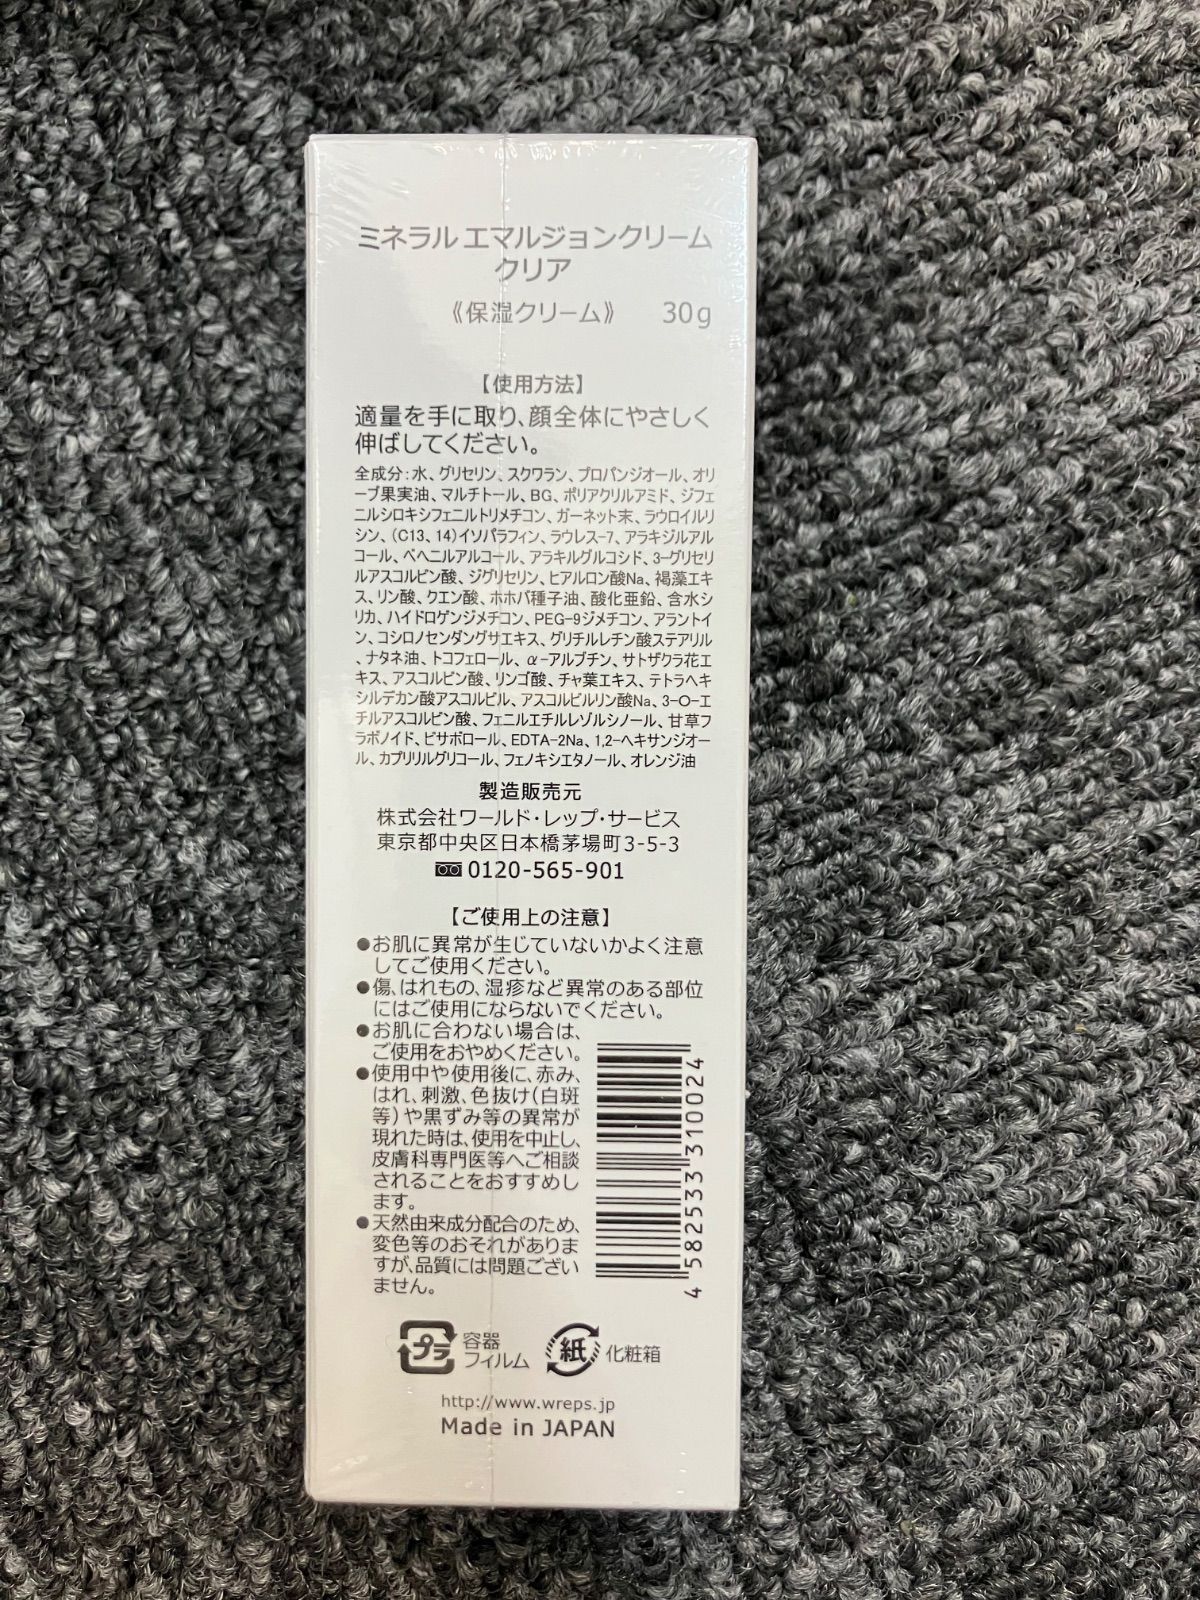 ミネラル エマルジョンクリーム
クリア
《保湿クリーム》 30g
【使用方法】
適量を手に取り、顔全体にやさしく
伸ばしてください。
全成分:水、グリセリン、スクワラン、プロパンジオール、オリ
ーブ果実油、マルチトール、BG、ポリアクリルアミド、ジフェ
ニルシロキシフェニルトリメチコン、ガーネット末、ラウロイルリ
シン、(C13、14)イソパラフィン、ラウレス-7、アラキジルアル
コール、ベヘニルアルコール、アラキルグルコシド、3-グリセリ
ルアスコルビン酸、ジグリセリン、ヒアルロン酸Na、褐藻エキ
ス、リン酸、クエン酸、ホホバ種子油、酸化亜鉛、含水シ
リカ、ハイドロゲンジメチコン、PEG-9ジメチコン、アラントイ
ン、コシロノセンダングサエキス、グリチルレチン酸ステアリル
、ナタネ油、トコフェロール、α-アルブチン、サトザクラ花エ
キス、アスコルビン酸、リンゴ酸、チャ葉エキス、テトラヘキ
シルデカン酸アスコルビル、アスコルビルリン酸Na、3-O-エ
チルアスコルビン酸、フェニルエチルレゾルシノール、甘草フ
ラボノイド、ビサボロール、EDTA-2Na、1,2-ヘキサンジオー
ル、カプリリルグリコール、フェノキシエタノール、オレンジ油
製造販売元
株式会社ワールド・レップ・サービス
東京都中央区日本橋茅場町3-5-3
0120-565-901
【ご使用上の注意】
●お肌に異常が生じていないかよく注意
してご使用ください。
●傷、はれもの、湿疹など異常のある部位
にはご使用にならないでください。
●お肌に合わない場合は、
ご使用をおやめください。
●使用中や使用後に、赤み、
はれ、刺激、色抜け(白斑
等)や黒ずみ等の異常が
現れた時は、使用を中止し、
皮膚科専門医等へご相談
されることをおすすめし
ます。
●天然由来成分配合のため、
変色等のおそれがありま
すが、品質には問題ござい
ません。
4 582533 310024
プラ 容器
フィルム
紙 化粧箱
http://www.wreps.jp
Made in JAPAN